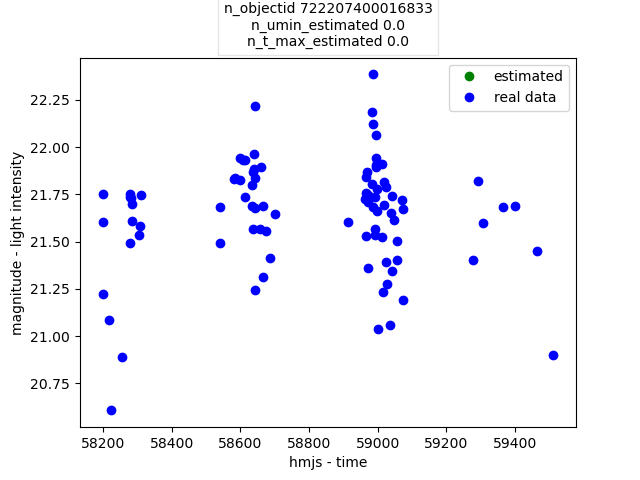 n_objectid 722207400016833
n_umin_estimated 0.0
n_t_max_estimated 0.0
estimated
real data
22.25
22.00
21.75
21.50
21.25
21.00
20.75
magnitude - light intensity
58200 58400 58600 58800 59000 59200 59400
hmjs - time